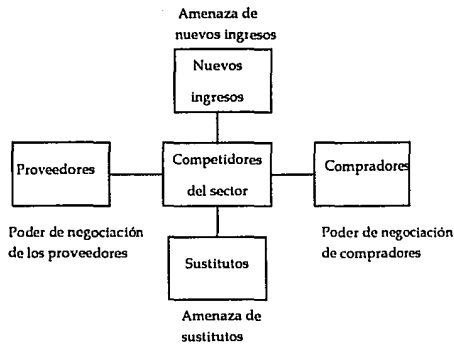 Amenaza de
nuevos ingresos
Nuevos
ingresos
Proveedores
Competidores
del sector
Compradores
Poder de negociación
de los proveedores
Poder de negociación
de compradores
Sustitutos
Amenaza de
sustitutos